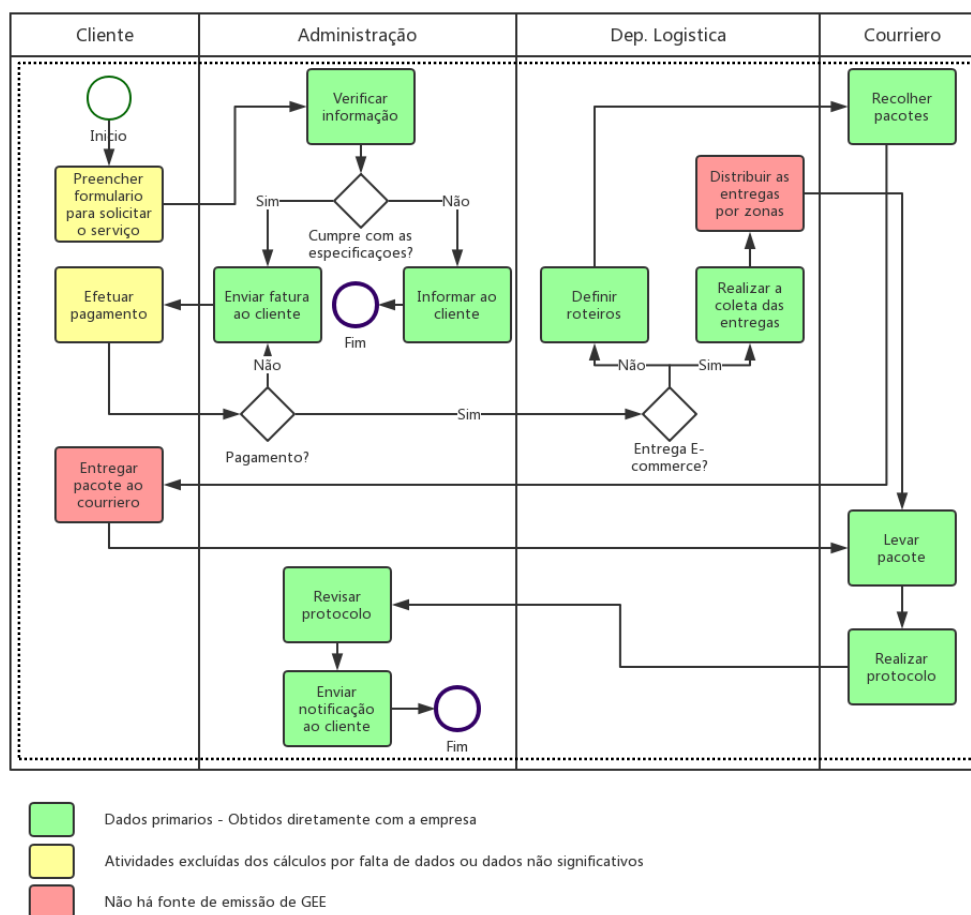 Cliente
Administração
Dep. Logistica
Courriero
Inicio
Preencher
formulario
para solicitar
o serviço
Verificar
informação
Recolher
pacotes
Distribuir as
entregas
por zonas
Sim
Não
Cumpre com as
especificaçoes?
Efetuar
pagamento
Enviar fatura
ao cliente
Fim
Informar ao
cliente
Definir
roteiros
Realizar a
coleta das
entregas
Não
Não
Sim
Sim
Pagamento?
Entrega E-
commerce?
Entregar
pacote ao
courriero
Levar
pacote
Revisar
protocolo
Realizar
protocolo
Enviar
notificação
ao cliente
Fim
Dados primarios - Obtidos diretamente com a empresa
Atividades excluídas dos cálculos por falta de dados ou dados não significativos
Não há fonte de emissão de GEE